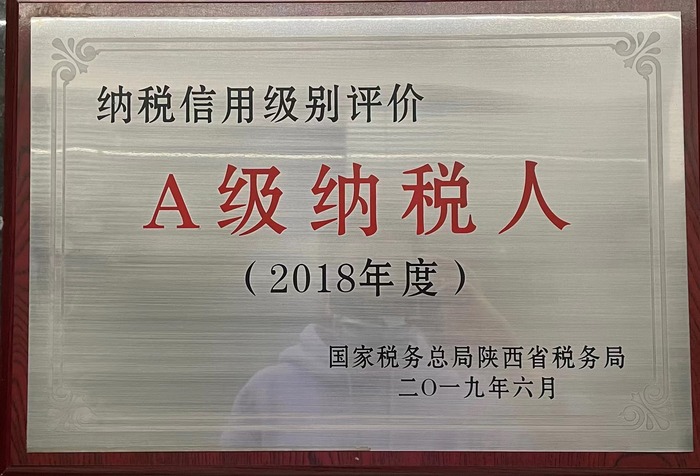 纳税信用级别评价
A级纳税人
（2018年度）
国家税务总局陕西省税务局
二〇一九年六月